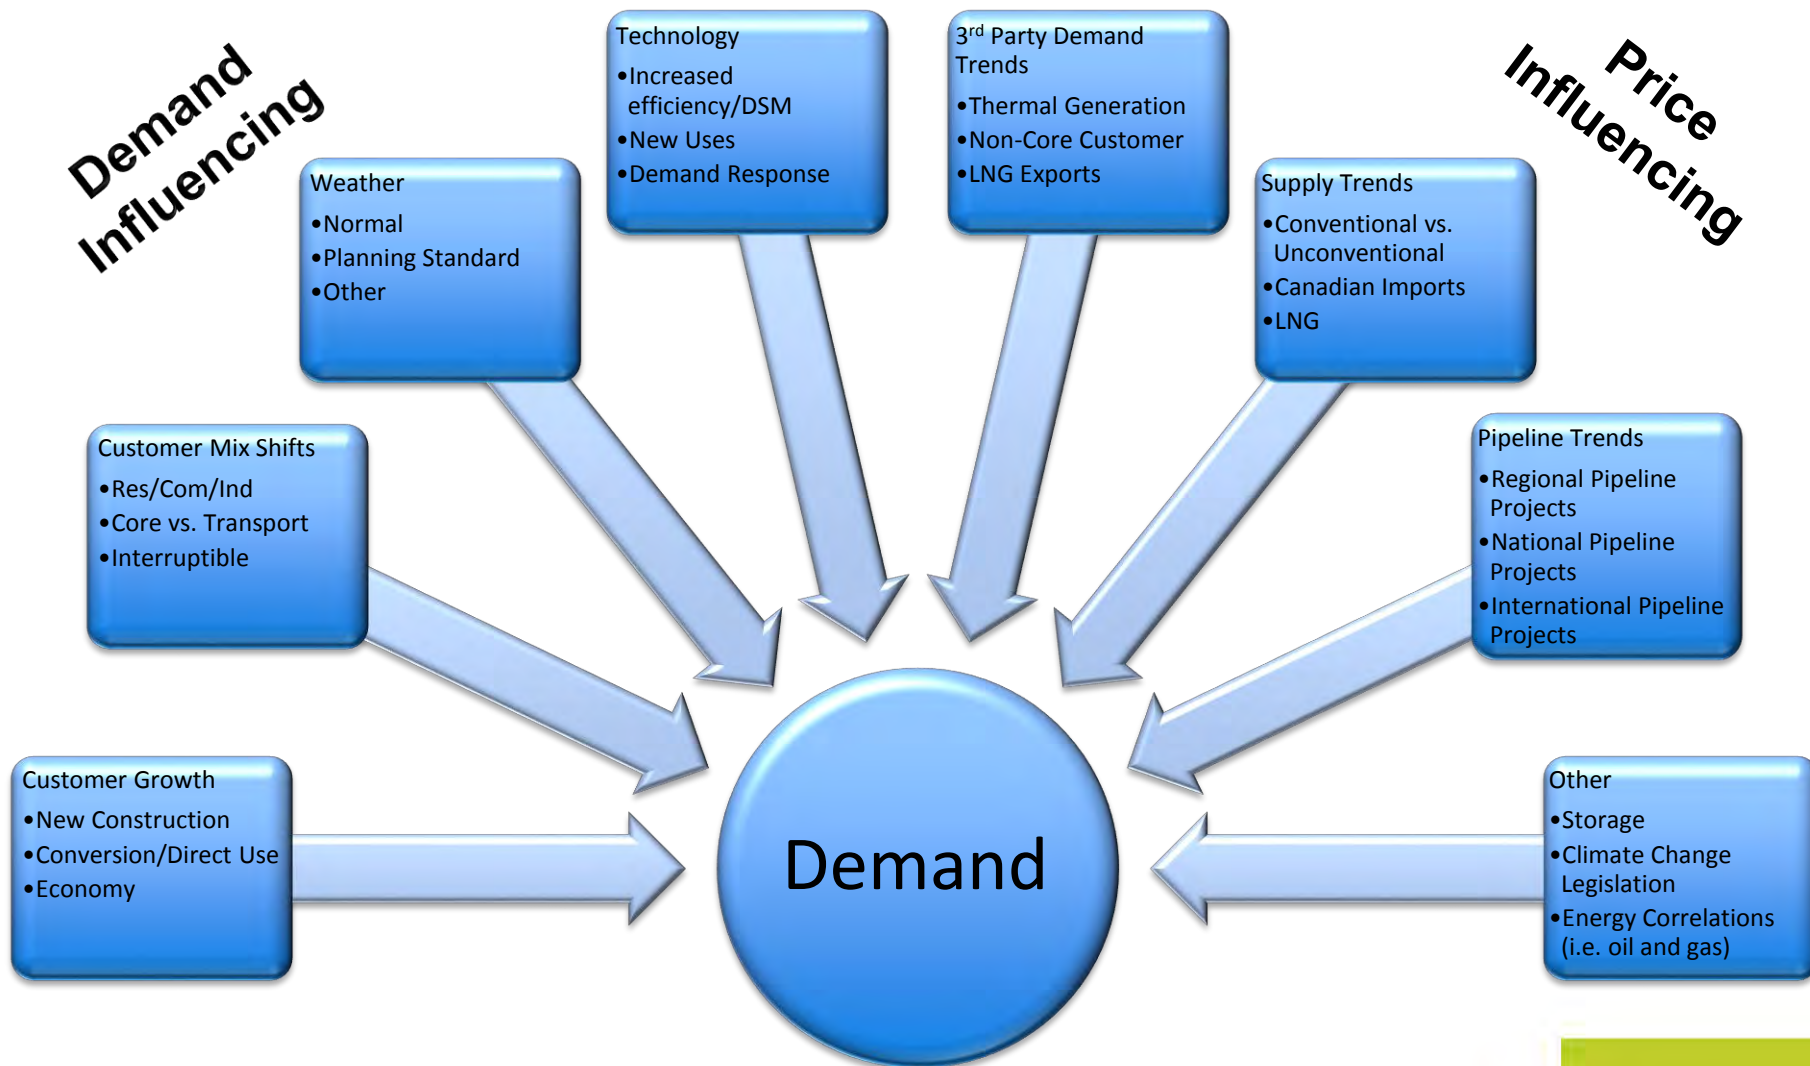 Demand
Influencing
Price
Influencing
Technology
•Increased
efficiency/DSM
•New Uses
•Demand Response
3rd Party Demand
Trends
•Thermal Generation
•Non-Core Customer
•LNG Exports
Weather
•Normal
•Planning Standard
•Other
Supply Trends
•Conventional vs.
Unconventional
•Canadian Imports
•LNG
Customer Mix Shifts
•Res/Com/Ind
•Core vs. Transport
•Interruptible
Pipeline Trends
•Regional Pipeline
Projects
•National Pipeline
Projects
•International Pipeline
Projects
Customer Growth
•New Construction
•Conversion/Direct Use
•Economy
Other
•Storage
•Climate Change
Legislation
•Energy Correlations
(i.e. oil and gas)
Demand